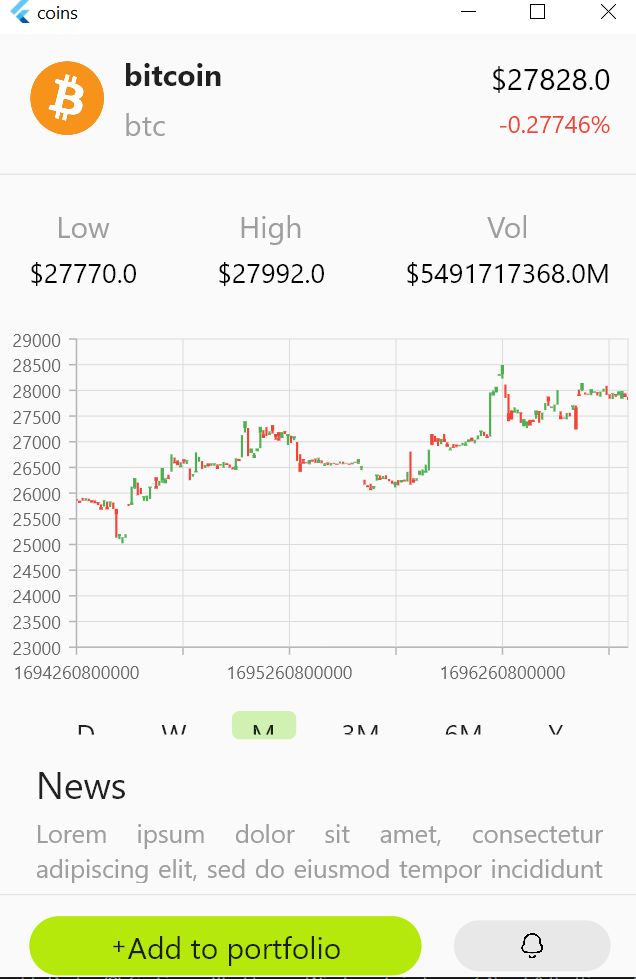 coins
bitcoin
$27828.0
btc
-0.27746%
Low High Vol
$27770.0 $27992.0 $5491717368.0M
29000
28500
28000
27500
27000
26500
26000
25500
25000
24500
24000
23500
23000
1694260800000 1695260800000 1696260800000
D W M 3M 6M Y
News
Lorem ipsum dolor sit amet, consectetur
adipiscing elit, sed do eiusmod tempor incididunt
+Add to portfolio